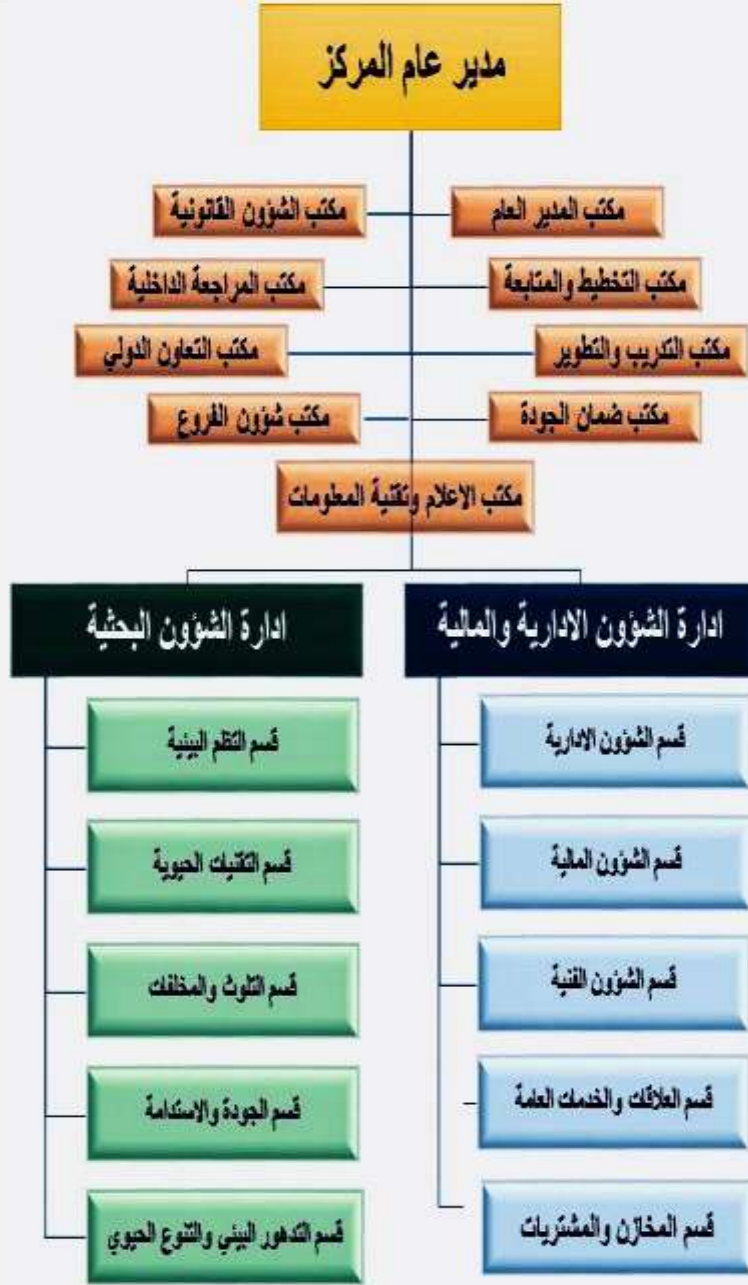 مدير عام المركز
مكتب المدير العام
مكتب الشؤون القانونية
مكتب التخطيط والمتابعة
مكتب المراجعة الداخلية
مكتب التدريب والتطوير
مكتب التعاون الدولي
مكتب ضمان الجودة
مكتب شؤون الفروع
مكتب الاعلام وتقنية المعلومات
ادارة الشؤون الادارية والمالية
قسم الشؤون الادارية
قسم الشؤون المالية
قسم الشؤون الفنية
قسم العلاقات والخدمات العامة
قسم المخازن والمشتريات
ادارة الشؤون البحثية
قسم النظم البيئية
قسم التقنيات الحيوية
قسم التلوث والمخلفات
قسم الجودة والاستدامة
قسم التدهور البيئي والتنوع الحيوي